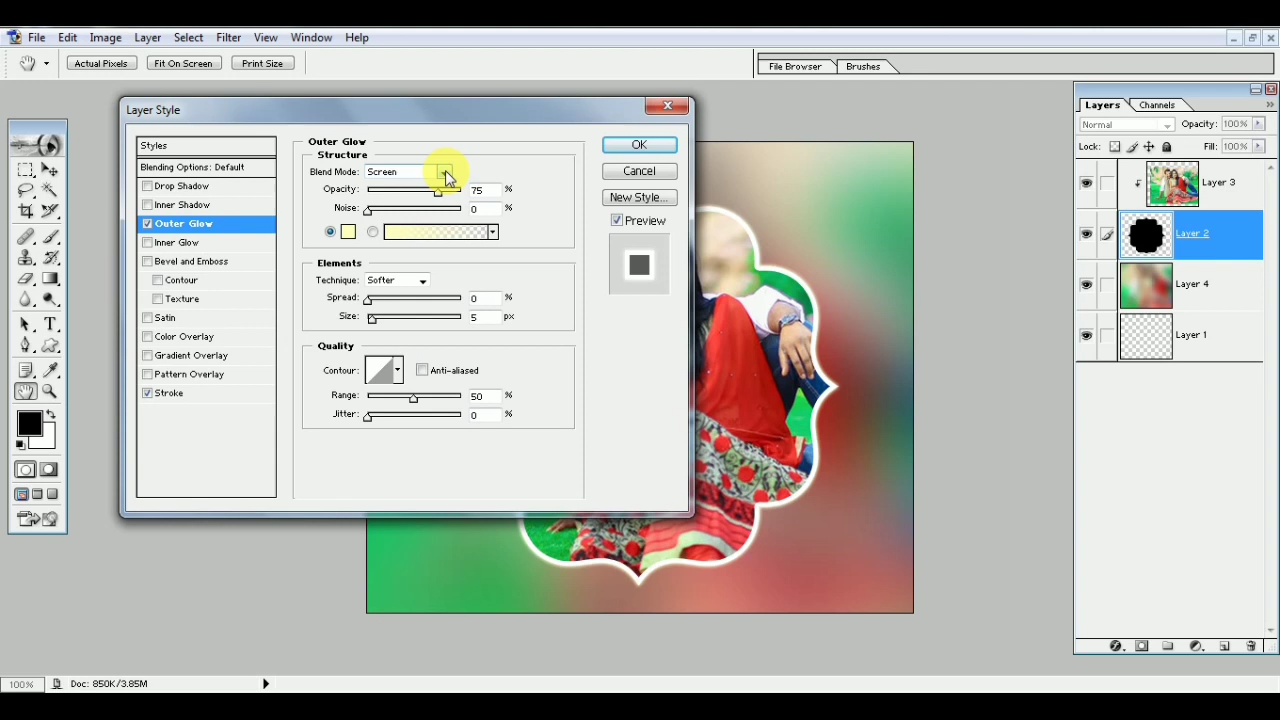 File Edit Image Layer Select Filter View Window Help
Actual Pixels Fit On Screen Print Size File Browser Brushes
Layer Style
Styles
Blending Options: Default
Drop Shadow
Inner Shadow
Outer Glow
Inner Glow
Bevel and Emboss
Contour
Texture
Satin
Color Overlay
Gradient Overlay
Pattern Overlay
Stroke
Outer Glow
Structure
Blend Mode: Screen
Opacity: 75 %
Noise: 0 %
Elements
Technique: Softer
Spread: 0 %
Size: 5 px
Quality
Contour: Anti-aliased
Range: 50 %
Jitter: 0 %
OK
Cancel
New Style...
Preview
Layers Channels
Normal Opacity: 100%
Lock: Fill: 100%
Layer 3
Layer 2
Layer 4
Layer 1
100% Doc: 850K/3.85M